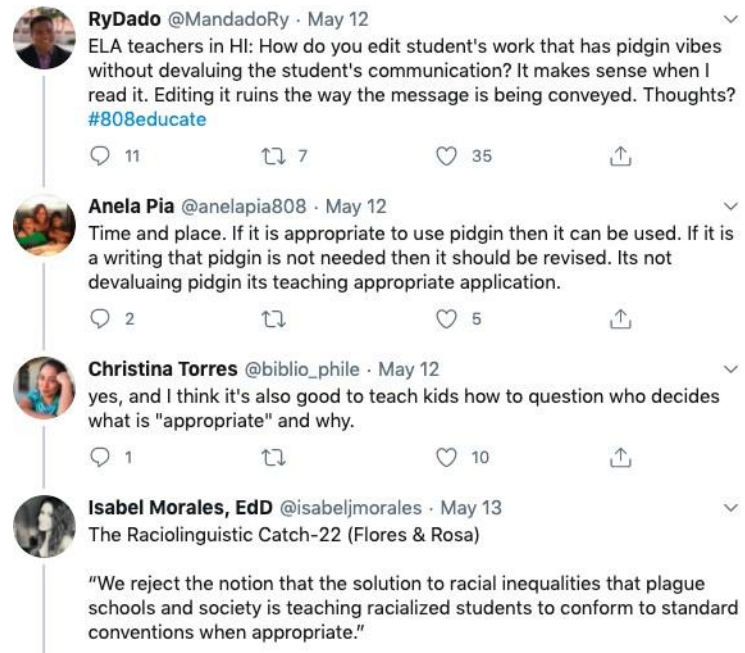 RyDado @MandadoRy · May 12
ELA teachers in HI: How do you edit student's work that has pidgin vibes
without devaluing the student's communication? It makes sense when I
read it. Editing it ruins the way the message is being conveyed. Thoughts?
#808educate
11 7 35
Anela Pia @anelapia808 · May 12
Time and place. If it is appropriate to use pidgin then it can be used. If it is
a writing that pidgin is not needed then it should be revised. Its not
devaluaing pidgin its teaching appropriate application.
2 5
Christina Torres @biblio_phile · May 12
yes, and I think it's also good to teach kids how to question who decides
what is "appropriate" and why.
1 10
Isabel Morales, EdD @isabeljmorales · May 13
The Raciolinguistic Catch-22 (Flores & Rosa)
“We reject the notion that the solution to racial inequalities that plague
schools and society is teaching racialized students to conform to standard
conventions when appropriate.”